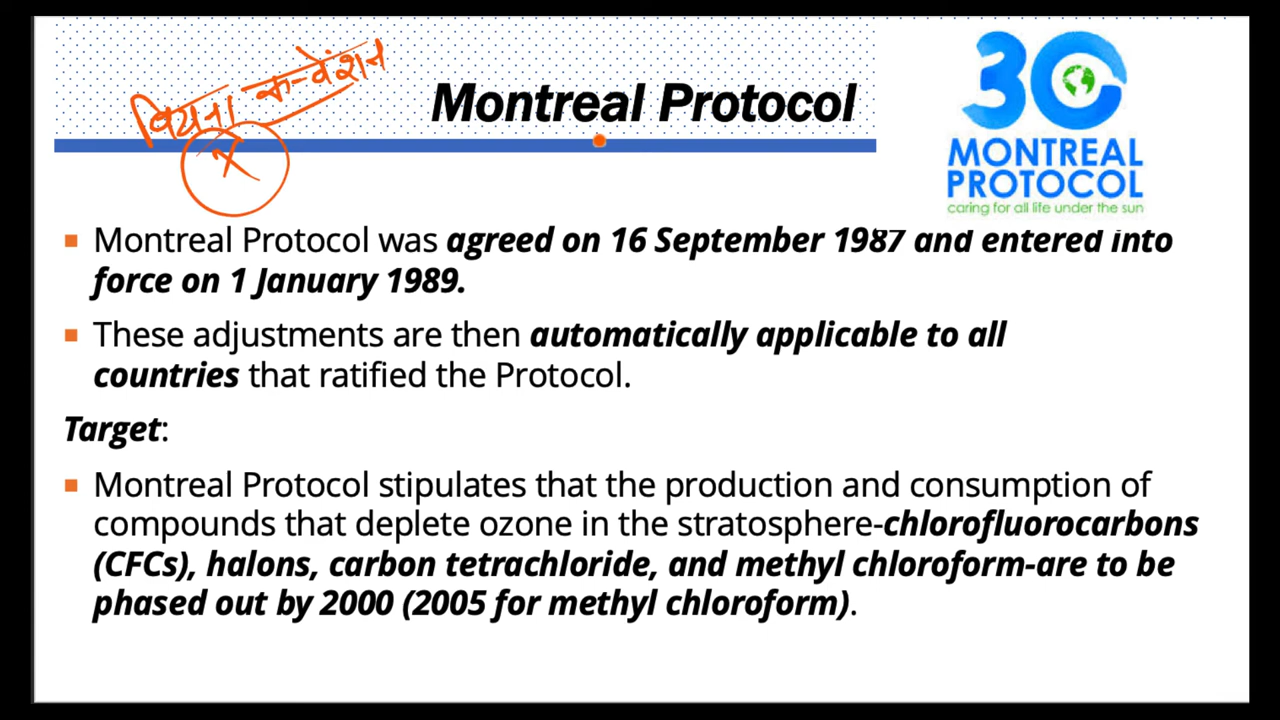 वियना कन्वेंशन
X
Montreal Protocol
30
MONTREAL
PROTOCOL
caring for all life under the sun
Montreal Protocol was agreed on 16 September 1987 and entered into
force on 1 January 1989.
These adjustments are then automatically applicable to all
countries that ratified the Protocol.
Target:
Montreal Protocol stipulates that the production and consumption of
compounds that deplete ozone in the stratosphere-chlorofluorocarbons
(CFCs), halons, carbon tetrachloride, and methyl chloroform-are to be
phased out by 2000 (2005 for methyl chloroform).